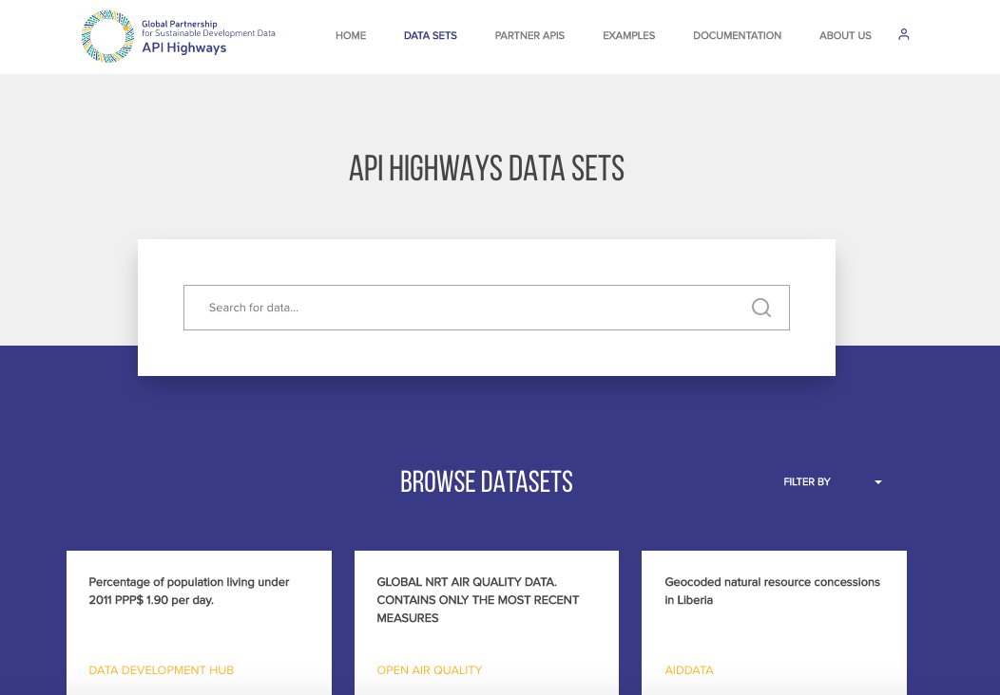 Global Partnership
for Sustainable Development Data
API Highways
HOME
DATA SETS
PARTNER APIS
EXAMPLES
DOCUMENTATION
ABOUT US
API HIGHWAYS DATA SETS
Search for data...
BROWSE DATASETS
FILTER BY
Percentage of population living under
2011 PPP$ 1.90 per day.
DATA DEVELOPMENT HUB
GLOBAL NRT AIR QUALITY DATA.
CONTAINS ONLY THE MOST RECENT
MEASURES
OPEN AIR QUALITY
Geocoded natural resource concessions
in Liberia
AIDDATA